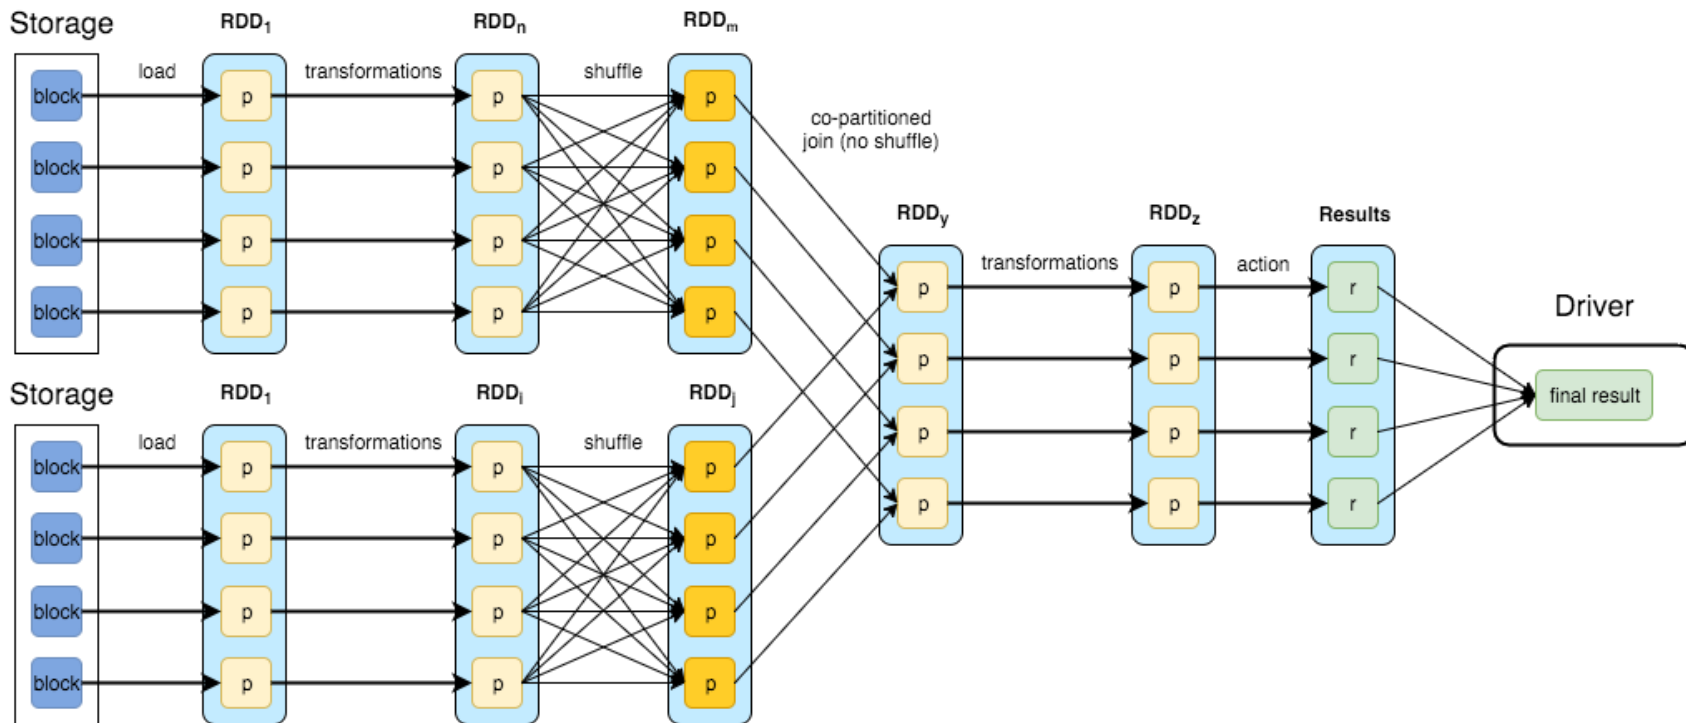 Storage
RDD₁
RDDₙ
RDDₘ
load
transformations
shuffle
block
p
p
p
block
p
p
p
block
p
p
p
block
p
p
p
co-partitioned
join (no shuffle)
Storage
RDD₁
RDDᵢ
RDDⱼ
load
transformations
shuffle
block
p
p
p
block
p
p
p
block
p
p
p
block
p
p
p
RDDy
RDDz
Results
transformations
action
p
p
r
p
p
r
p
p
r
p
p
r
Driver
final result